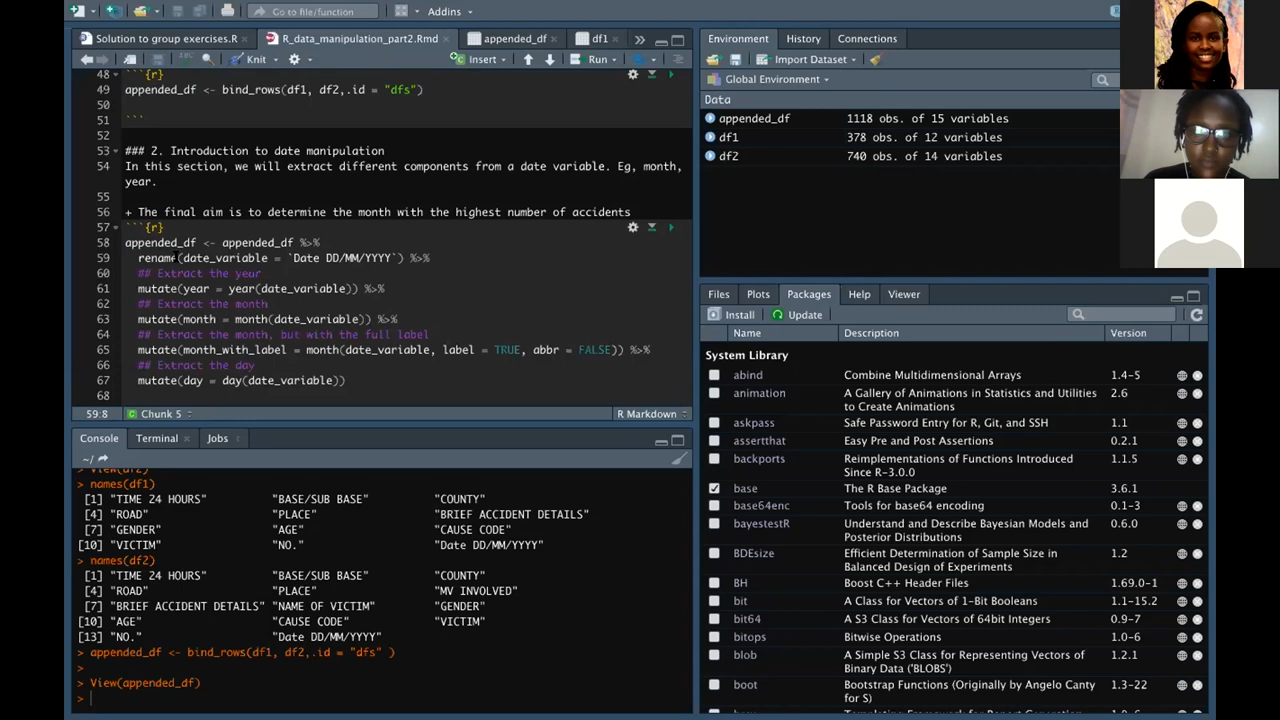 Go to file/function
Addins
Solution to group exercises.R
R_data_manipulation_part2.Rmd
appended_df
df1
Knit
Insert
Run
48 ```{r}
49 appended_df <- bind_rows(df1, df2,.id = "dfs")
50
51 ```
52
53 ### 2. Introduction to date manipulation
54 In this section, we will extract different components from a date variable. Eg, month,
year.
55
56 + The final aim is to determine the month with the highest number of accidents
57 ```{r}
58 appended_df <- appended_df %>%
59 rename(date_variable = `Date DD/MM/YYYY`) %>%
60 ## Extract the year
61 mutate(year = year(date_variable)) %>%
62 ## Extract the month
63 mutate(month = month(date_variable)) %>%
64 ## Extract the month, but with the full label
65 mutate(month_with_label = month(date_variable, label = TRUE, abbr = FALSE)) %>%
66 ## Extract the day
67 mutate(day = day(date_variable))
68
59:8 Chunk 5 R Markdown
Console Terminal Jobs
~/
> View(df2)
> names(df1)
[1] "TIME 24 HOURS" "BASE/SUB BASE" "COUNTY"
[4] "ROAD" "PLACE" "BRIEF ACCIDENT DETAILS"
[7] "GENDER" "AGE" "CAUSE CODE"
[10] "VICTIM" "NO." "Date DD/MM/YYYY"
> names(df2)
[1] "TIME 24 HOURS" "BASE/SUB BASE" "COUNTY"
[4] "ROAD" "PLACE" "MV INVOLVED"
[7] "BRIEF ACCIDENT DETAILS" "NAME OF VICTIM" "GENDER"
[10] "AGE" "CAUSE CODE" "VICTIM"
[13] "NO." "Date DD/MM/YYYY"
> appended_df <- bind_rows(df1, df2,.id = "dfs" )
>
> View(appended_df)
>
Environment History Connections
Import Dataset
Global Environment
Data
appended_df 1118 obs. of 15 variables
df1 378 obs. of 12 variables
df2 740 obs. of 14 variables
Files Plots Packages Help Viewer
Install Update
Name Description Version
System Library
abind Combine Multidimensional Arrays 1.4-5
animation A Gallery of Animations in Statistics and Utilities 2.6
to Create Animations
askpass Safe Password Entry for R, Git, and SSH 1.1
assertthat Easy Pre and Post Assertions 0.2.1
backports Reimplementations of Functions Introduced 1.1.5
Since R-3.0.0
base The R Base Package 3.6.1
base64enc Tools for base64 encoding 0.1-3
bayestestR Understand and Describe Bayesian Models and 0.6.0
Posterior Distributions
BDEsize Efficient Determination of Sample Size in 1.2
Balanced Design of Experiments
BH Boost C++ Header Files 1.69.0-1
bit A Class for Vectors of 1-Bit Booleans 1.1-15.2
bit64 A S3 Class for Vectors of 64bit Integers 0.9-7
bitops Bitwise Operations 1.0-6
blob A Simple S3 Class for Representing Vectors of 1.2.1
Binary Data ('BLOBS')
boot Bootstrap Functions (Originally by Angelo Canty 1.3-22
for S)